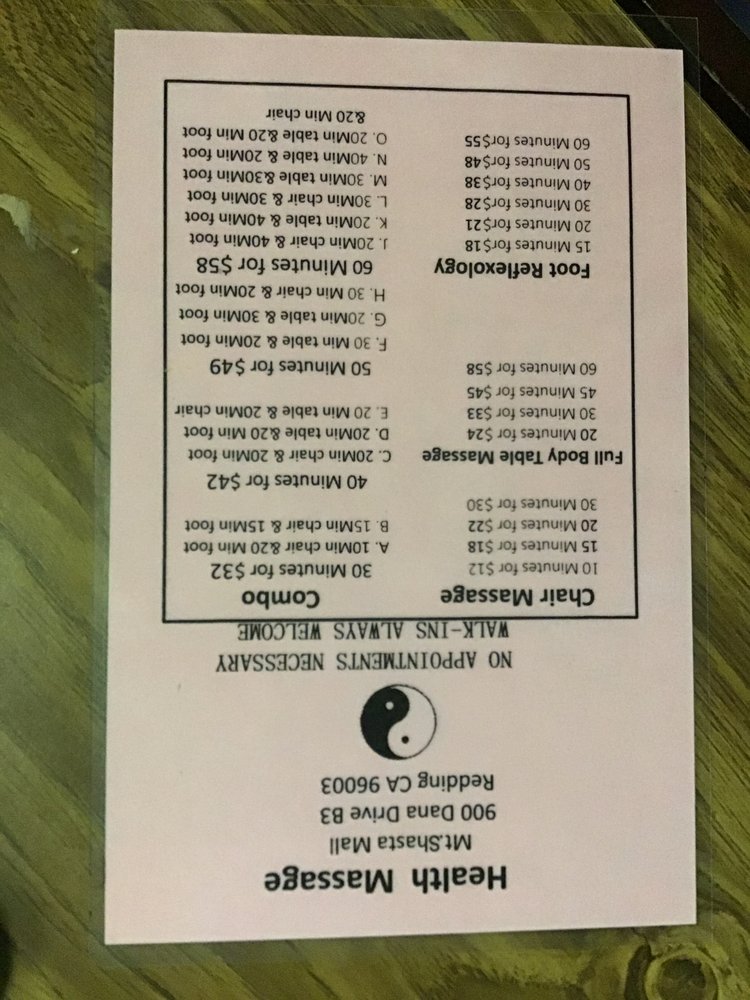 Health Massage
Mt.Shasta Mall
900 Dana Drive B3
Redding CA 96003
NO APPOINTMENTS NECESSARY
WALK-INS ALWAYS WELCOME
Chair Massage
10 Minutes for $12
15 Minutes for $18
20 Minutes for $22
30 Minutes for $30
Full Body Table Massage
20 Minutes for $24
30 Minutes for $33
45 Minutes for $45
60 Minutes for $58
Foot Reflexology
15 Minutes for$18
20 Minutes for$21
30 Minutes for$28
40 Minutes for$38
50 Minutes for$48
60 Minutes for$55
Combo
30 Minutes for $32
A. 10Min chair &20 Min foot
B. 15Min chair & 15Min foot
40 Minutes for $42
C. 20Min chair & 20Min foot
D. 20Min table &20 Min foot
E. 20 Min table & 20Min chair
50 Minutes for $49
F. 30 Min table & 20Min foot
G. 20Min table & 30Min foot
H. 30 Min chair & 20Min foot
60 Minutes for $58
J. 20Min chair & 40Min foot
K. 20Min table & 40Min foot
L. 30Min chair & 30Min foot
M. 30Min table &30Min foot
N. 40Min table & 20Min foot
O. 20Min table &20 Min foot
&20 Min chair